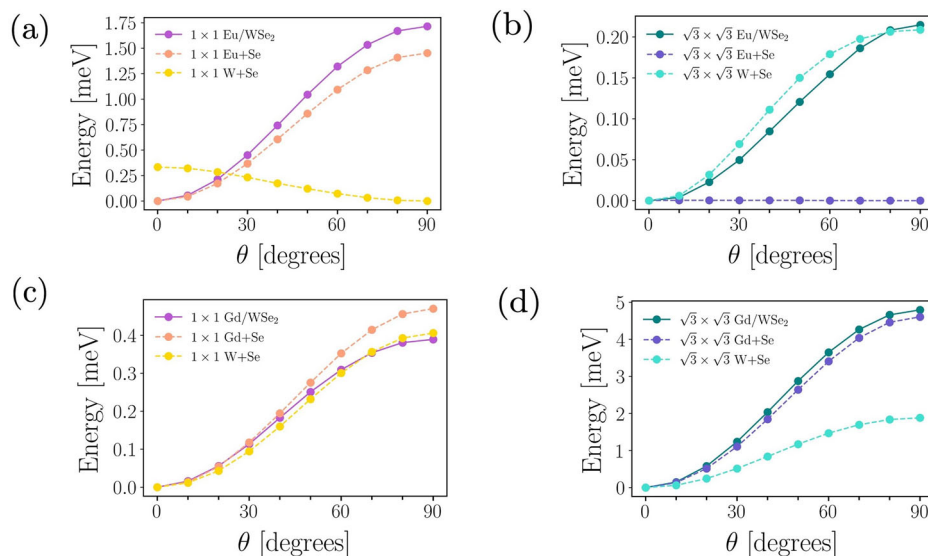 (a)
Energy [meV]
1.75
1.50
1.25
1.00
0.75
0.50
0.25
0.00
1 × 1 Eu/WSe₂
1 × 1 Eu+Se
1 × 1 W+Se
0 30 60 90
θ [degrees]
(b)
Energy [meV]
0.20
0.15
0.10
0.05
0.00
√3 × √3 Eu/WSe₂
√3 × √3 Eu+Se
√3 × √3 W+Se
0 30 60 90
θ [degrees]
(c)
Energy [meV]
0.4
0.3
0.2
0.1
0.0
1 × 1 Gd/WSe₂
1 × 1 Gd+Se
1 × 1 W+Se
0 30 60 90
θ [degrees]
(d)
Energy [meV]
5
4
3
2
1
0
√3 × √3 Gd/WSe₂
√3 × √3 Gd+Se
√3 × √3 W+Se
0 30 60 90
θ [degrees]